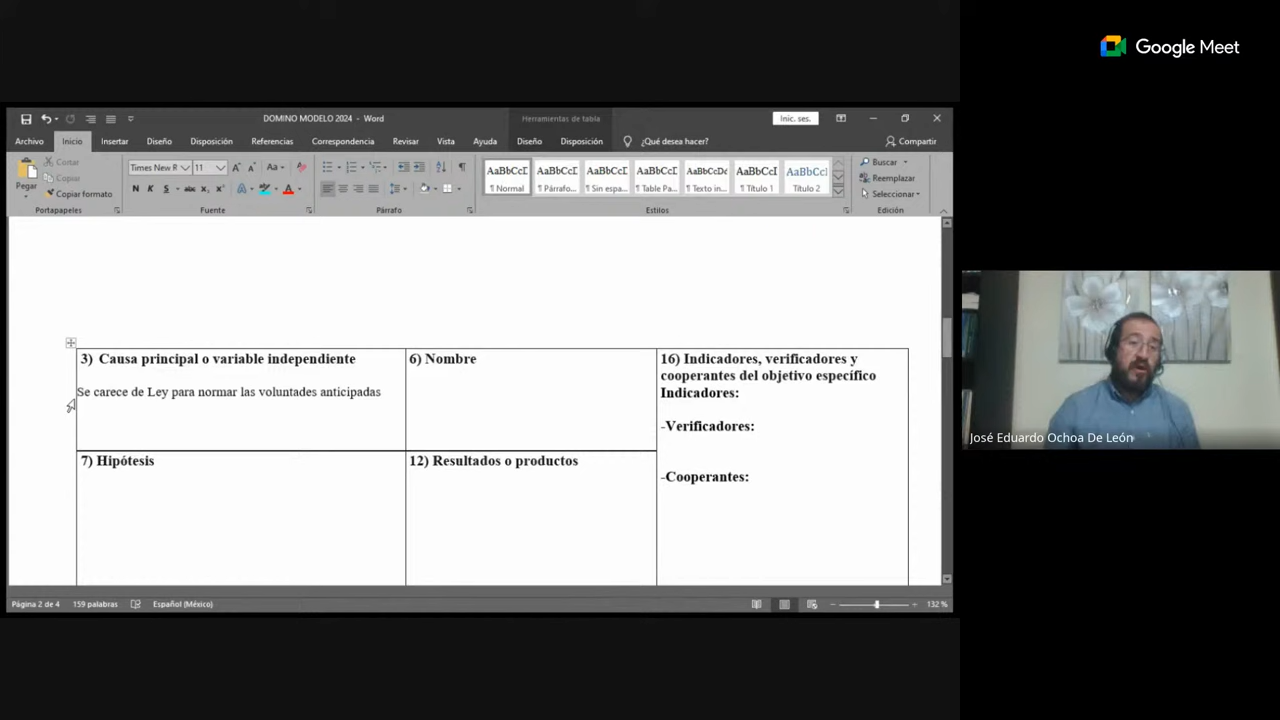 Google Meet
DOMINO MODELO 2024 - Word
Herramientas de tabla
Inic. ses.
Archivo Inicio Insertar Diseño Disposición Referencias Correspondencia Revisar Vista Ayuda Diseño Disposición ¿Qué desea hacer? Compartir
Pegar
Cortar
Copiar
Copiar formato
Portapapeles
Times New R 11
N K S abc x₂ x²
Fuente
Párrafo
AaBbCcI AaBbCcI AaBbCcI AaBbCcI AaBbCcDc AaBbCcI AaBbCcI
¶ Normal ¶ Párrafo... ¶ Sin espa... ¶ Table Pa... ¶ Texto in... ¶ Título 1 ¶ Título 2
Estilos
Buscar
Reemplazar
Seleccionar
Edición
3) Causa principal o variable independiente
Se carece de Ley para normar las voluntades anticipadas
6) Nombre
16) Indicadores, verificadores y
cooperantes del objetivo específico
Indicadores:
-Verificadores:
-Cooperantes:
7) Hipótesis
12) Resultados o productos
Página 2 de 4 159 palabras Español (México) 132 %
José Eduardo Ochoa De León